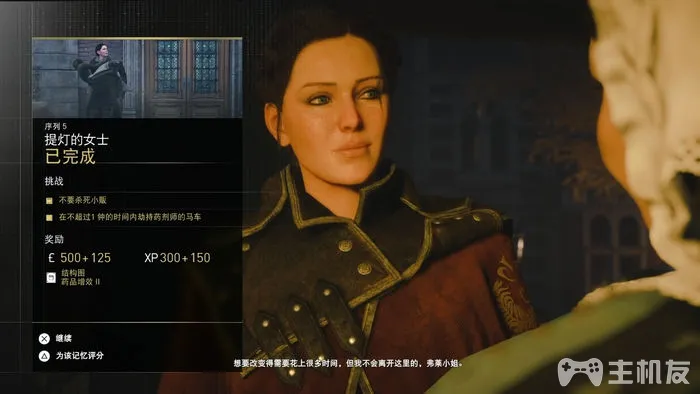 序列 5
提灯的女士
已完成
挑战
不要杀死小贩
在不超过1 钟的时间内劫持药剂师的马车
奖励
£ 500+125 XP 300+150
结构图
药品增效 II
继续
为该记忆评分
想要改变得需要花上很多时间，但我不会离开这里的，弗莱小姐。
主机友